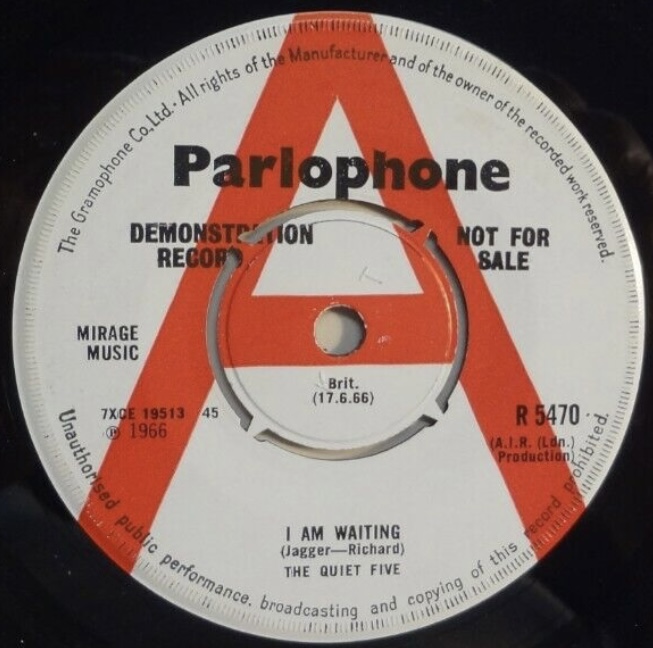 The Gramophone Co, Ltd. · All rights of the Manufacturer and of the owner of the recorded work reserved.
Parlophone
DEMONSTRATION
RECORD
NOT FOR
SALE
MIRAGE
MUSIC
Brit.
(17.6.66)
7XCE 19513 45
℗ 1966
R 5470
(A.I.R. (Ldn.)
Production)
I AM WAITING
(Jagger—Richard)
THE QUIET FIVE
Unauthorised public performance. broadcasting and copying of this record prohibited.
A